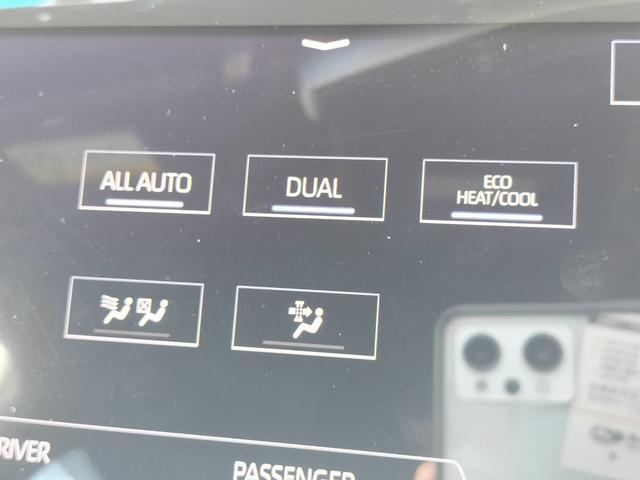 ALL AUTO
DUAL
ECO
HEAT/COOL
RIVER
PASSENGER